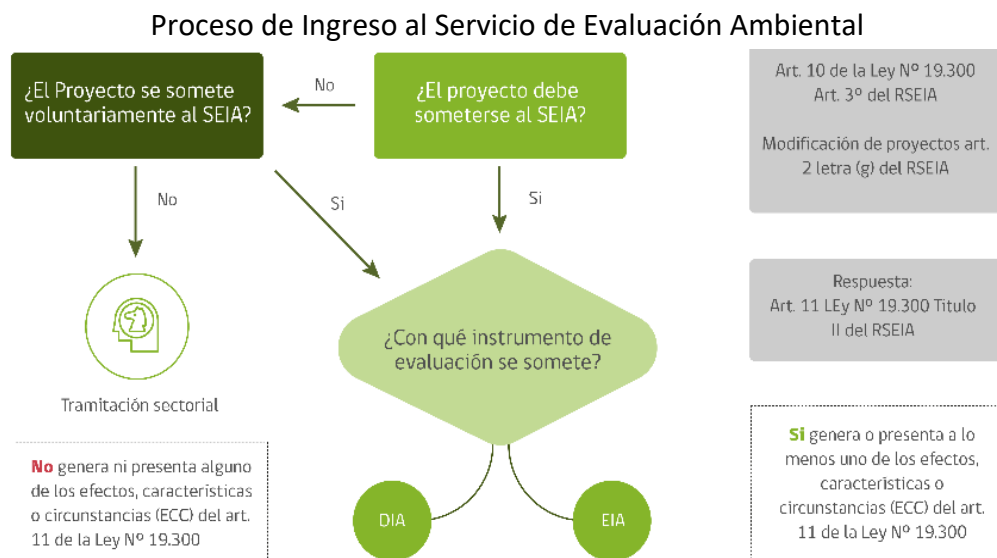 Proceso de Ingreso al Servicio de Evaluación Ambiental
¿El Proyecto se somete
voluntariamente al SEIA?
No
¿El proyecto debe
someterse al SEIA?
Art. 10 de la Ley Nº 19.300
Art. 3º del RSEIA
Modificación de proyectos art.
2 letra (g) del RSEIA
No
Si
Si
Tramitación sectorial
¿Con qué instrumento de
evaluación se somete?
Respuesta:
Art. 11 LEy Nº 19.300 Titulo
II del RSEIA
No genera ni presenta alguno
de los efectos, características
o circunstancias (ECC) del art.
11 de la Ley Nº 19.300
DIA
EIA
Si genera o presenta a lo
menos uno de los efectos,
características o
circunstancias (ECC) del art.
11 de la Ley Nº 19.300